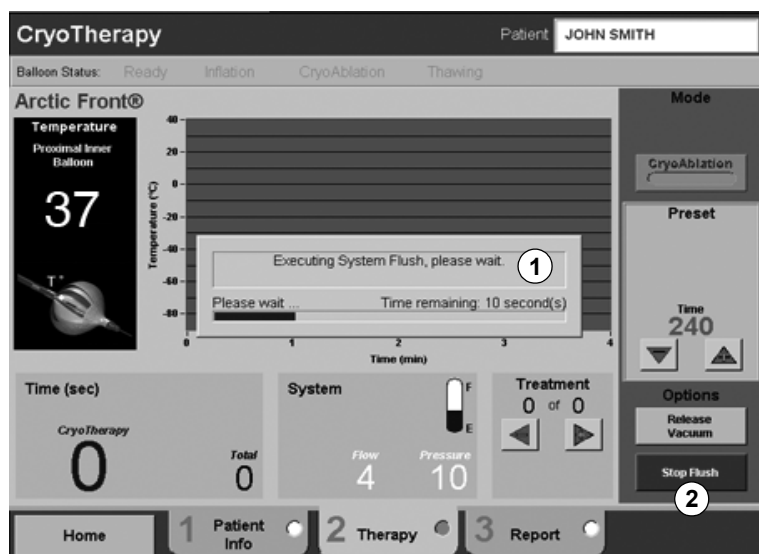 CryoTherapy
Patient JOHN SMITH
Balloon Status: Ready Inflation CryoAblation Thawing
Arctic Front®
Temperature
Proximal Inner
Balloon
37
T°
Temperature (°C)
40
20
0
-20
-40
-60
-80
0 1 2 3 4
Time (min)
Executing System Flush, please wait.
1
Please wait ... Time remaining: 10 second(s)
Mode
CryoAblation
Preset
Time
240
Options
Release
Vacuum
Stop Flush
2
Time (sec)
CryoTherapy
0
Total
0
System
F
E
Flow
4
Pressure
10
Treatment
0 of 0
Home
1 Patient
Info
2 Therapy
3 Report